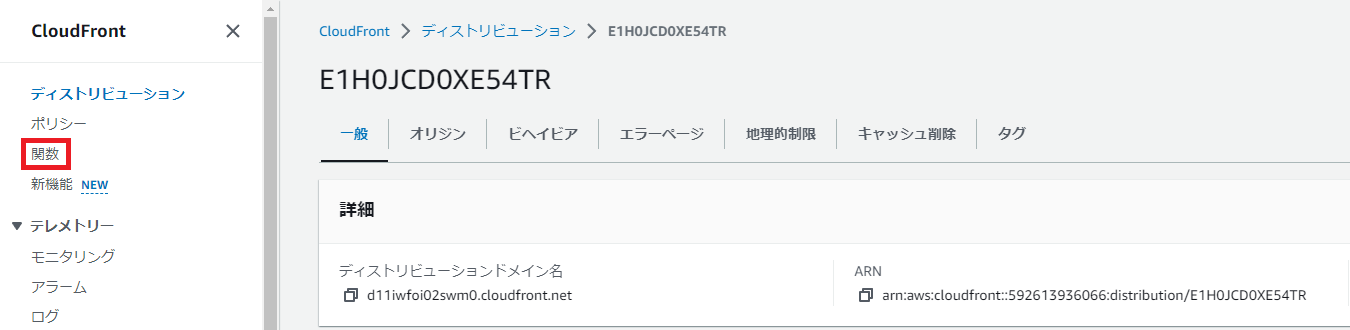 CloudFront
ディストリビューション
ポリシー
関数
新機能 NEW
テレメトリー
モニタリング
アラーム
ログ
CloudFront > ディストリビューション > E1H0JCD0XE54TR
E1H0JCD0XE54TR
一般 オリジン ビヘイビア エラーページ 地理的制限 キャッシュ削除 タグ
詳細
ディストリビューションドメイン名
d11iwfoi02swm0.cloudfront.net
ARN
arn:aws:cloudfront::592613936066:distribution/E1H0JCD0XE54TR